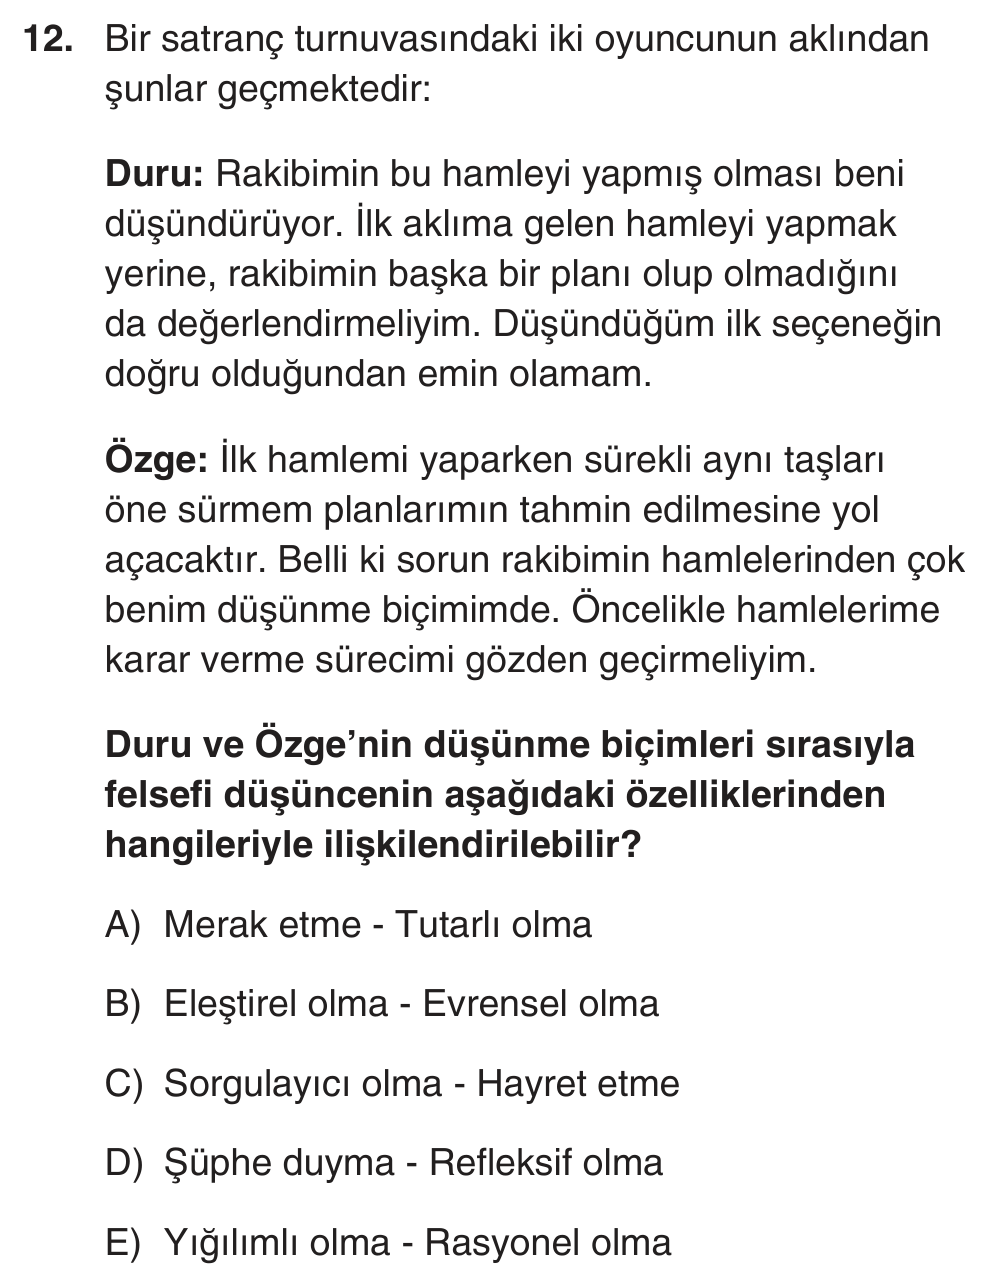 12. Bir satranç turnuvasındaki iki oyuncunun aklından
şunlar geçmektedir:
Duru: Rakibimin bu hamleyi yapmış olması beni
düşündürüyor. İlk aklıma gelen hamleyi yapmak
yerine, rakibimin başka bir planı olup olmadığını
da değerlendirmeliyim. Düşündüğüm ilk seçeneğin
doğru olduğundan emin olamam.
Özge: İlk hamlemi yaparken sürekli aynı taşları
öne sürmem planlarımın tahmin edilmesine yol
açacaktır. Belli ki sorun rakibimin hamlelerinden çok
benim düşünme biçimimde. Öncelikle hamlelerime
karar verme sürecimi gözden geçirmeliyim.
Duru ve Özge’nin düşünme biçimleri sırasıyla
felsefi düşüncenin aşağıdaki özelliklerinden
hangileriyle ilişkilendirilebilir?
A) Merak etme - Tutarlı olma
B) Eleştirel olma - Evrensel olma
C) Sorgulayıcı olma - Hayret etme
D) Şüphe duyma - Refleksif olma
E) Yığılımlı olma - Rasyonel olma